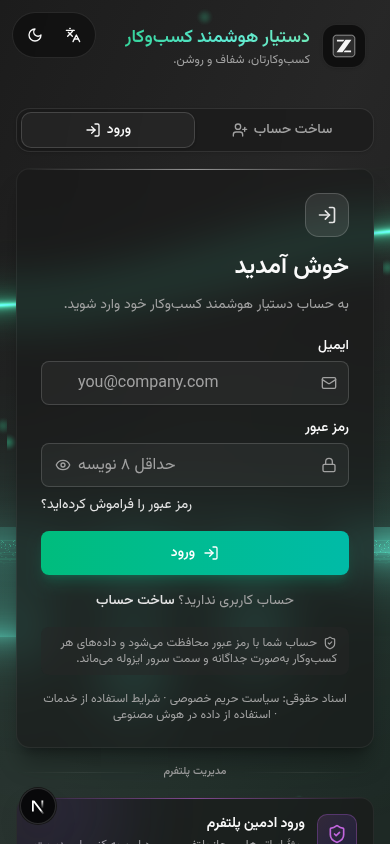 دستیار هوشمند کسب‌وکار
کسب‌وکارتان، شفاف و روشن.
ساخت حساب
ورود
خوش آمدید
به حساب دستیار هوشمند کسب‌وکار خود وارد شوید.
ایمیل
you@company.com
رمز عبور
حداقل ۸ نویسه
رمز عبور را فراموش کرده‌اید؟
ورود
حساب کاربری ندارید؟ ساخت حساب
حساب شما با رمز عبور محافظت می‌شود و داده‌های هر
کسب‌وکار به‌صورت جداگانه و سمت سرور ایزوله می‌ماند.
اسناد حقوقی: سیاست حریم خصوصی · شرایط استفاده از خدمات
· استفاده از داده در هوش مصنوعی
مدیریت پلتفرم
ورود ادمین پلتفرم